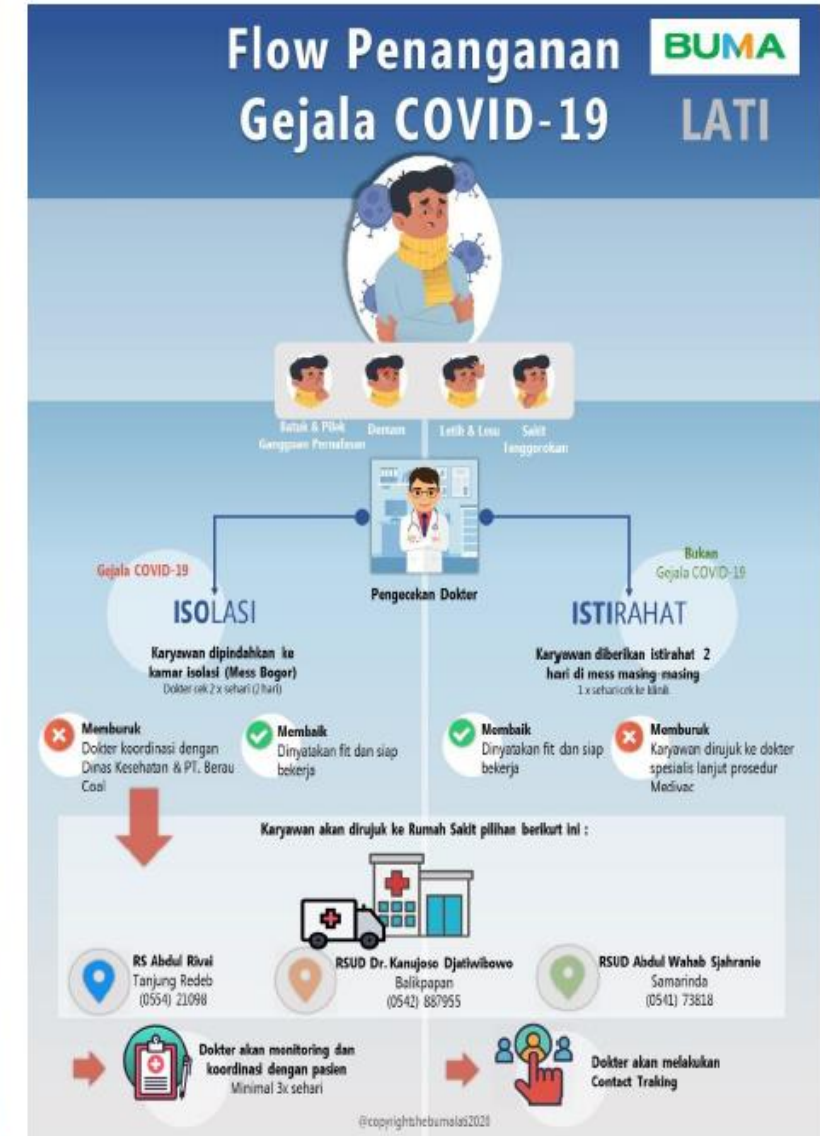 Flow Penanganan
Gejala COVID-19
BUMA
LATI
Batuk & Pilek
Gangguan Pernafasan
Demam
Letih & Lesu
Sakit
Tenggorokan
Pengecekan Dokter
Gejala COVID-19
ISOLASI
Karyawan dipindahkan ke
kamar isolasi (Mess Bogor)
Dokter cek 2 x sehari (2 hari)
Memburuk
Dokter koordinasi dengan
Dinas Kesehatan & PT. Berau
Coal
Membaik
Dinyatakan fit dan siap
bekerja
Bukan
Gejala COVID-19
ISTIRAHAT
Karyawan diberikan istirahat 2
hari di mess masing-masing
1 x sehari cek ke klinik
Membaik
Dinyatakan fit dan siap
bekerja
Memburuk
Karyawan dirujuk ke dokter
spesialis lanjut prosedur
Medivac
Karyawan akan dirujuk ke Rumah Sakit pilihan berikut ini :
RS Abdul Rivai
Tanjung Redeb
(0554) 21098
RSUD Dr. Kanujoso Djatiwibowo
Balikpapan
(0542) 887955
RSUD Abdul Wahab Sjahranie
Samarinda
(0541) 73818
Dokter akan monitoring dan
koordinasi dengan pasien
Minimal 3x sehari
Dokter akan melakukan
Contact Traking